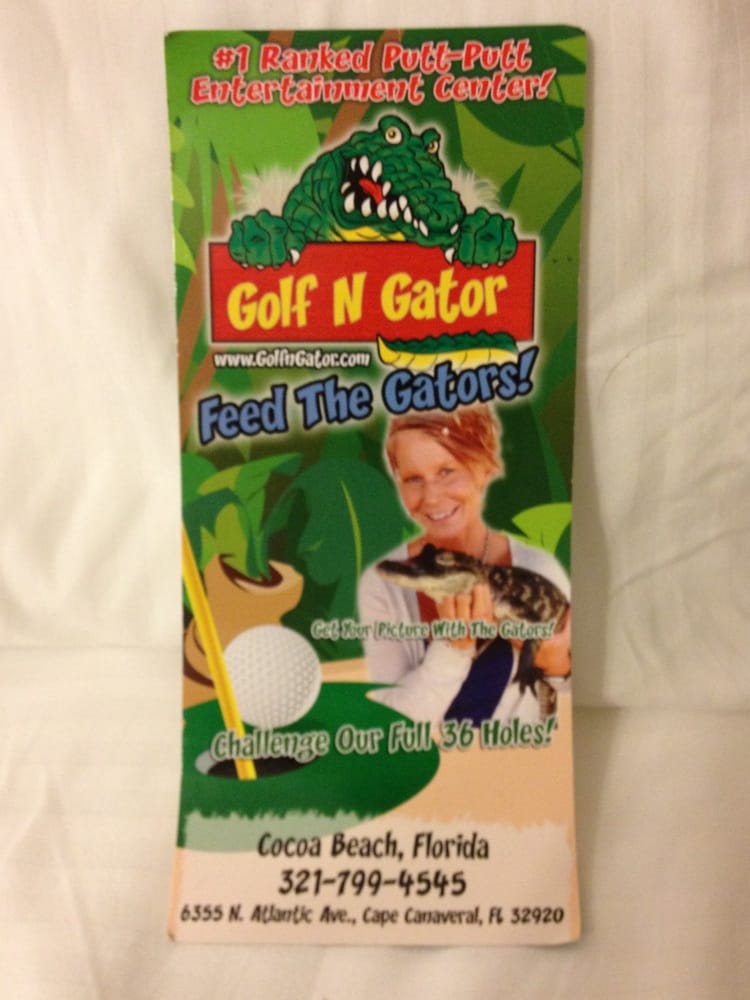 #1 Ranked Putt-Putt
Entertainment Center!
Golf N Gator
www.GolfnGator.com
Feed The Gators!
Get Your Picture With The Gators!
Challenge Our Full 36 Holes!
Cocoa Beach, Florida
321-799-4545
6355 N. Atlantic Ave., Cape Canaveral, FL 32920